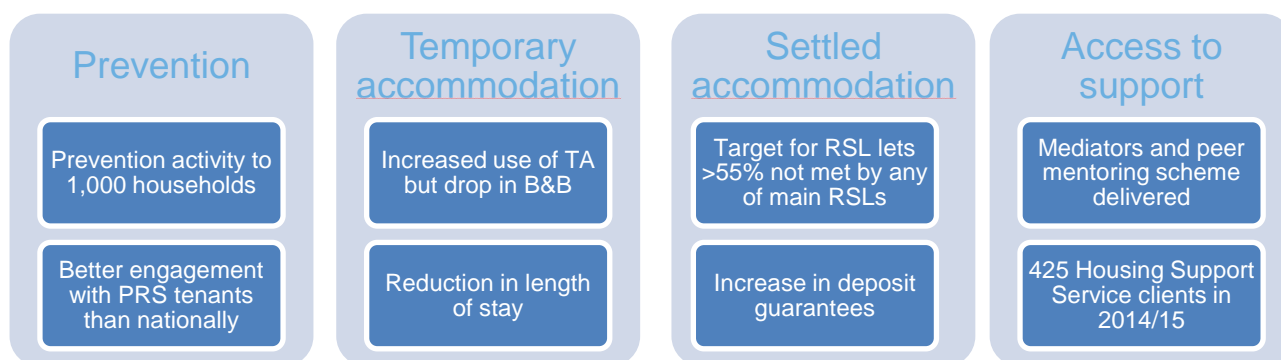 Prevention
Prevention activity to
1,000 households
Better engagement
with PRS tenants
than nationally
Temporary
accommodation
Increased use of TA
but drop in B&B
Reduction in length
of stay
Settled
accommodation
Target for RSL lets
>55% not met by any
of main RSLs
Increase in deposit
guarantees
Access to
support
Mediators and peer
mentoring scheme
delivered
425 Housing Support
Service clients in
2014/15